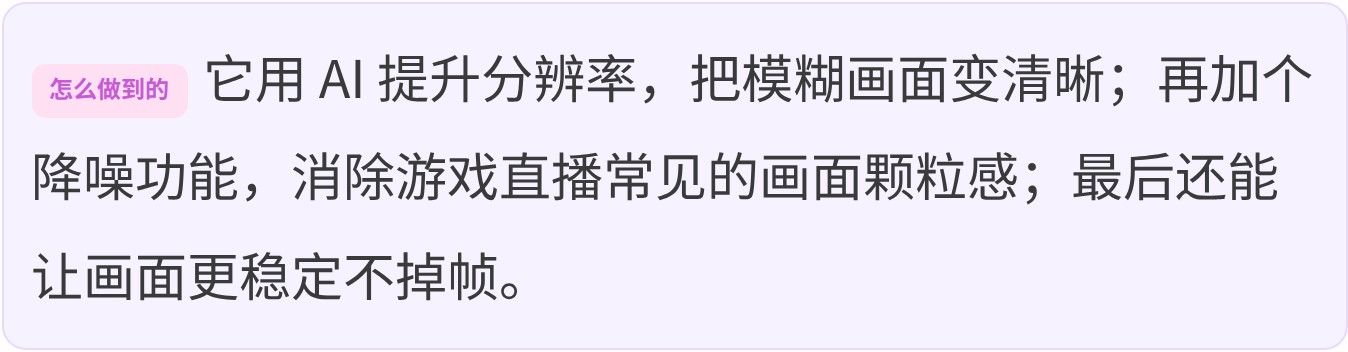 怎么做到的 它用 AI 提升分辨率，把模糊画面变清晰；再加个
降噪功能，消除游戏直播常见的画面颗粒感；最后还能
让画面更稳定不掉帧。